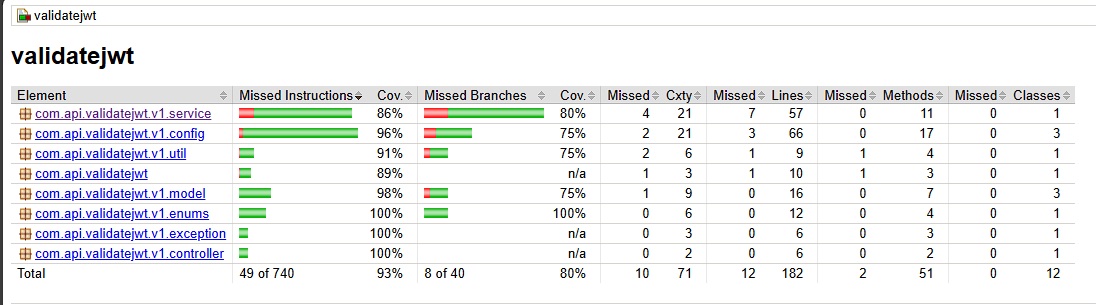 validatejwt
validatejwt
Element Missed Instructions Cov. Missed Branches Cov. Missed Cxty Missed Lines Missed Methods Missed Classes
com.api.validatejwt.v1.service 86% 80% 4 21 7 57 0 11 0 1
com.api.validatejwt.v1.config 96% 75% 2 21 3 66 0 17 0 3
com.api.validatejwt.v1.util 91% 75% 2 6 1 9 1 4 0 1
com.api.validatejwt 89% n/a 1 3 1 10 1 3 0 1
com.api.validatejwt.v1.model 98% 75% 1 9 0 16 0 7 0 3
com.api.validatejwt.v1.enums 100% 100% 0 6 0 12 0 4 0 1
com.api.validatejwt.v1.exception 100% n/a 0 3 0 6 0 3 0 1
com.api.validatejwt.v1.controller 100% n/a 0 2 0 6 0 2 0 1
Total 49 of 740 93% 8 of 40 80% 10 71 12 182 2 51 0 12